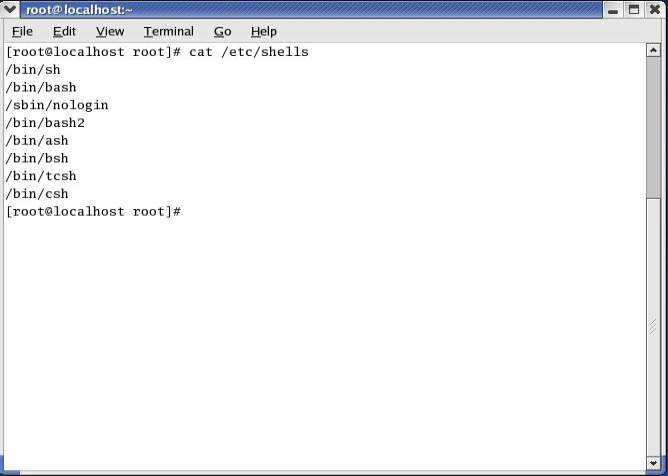 root@localhost:~
File Edit View Terminal Go Help
[root@localhost root]# cat /etc/shells
/bin/sh
/bin/bash
/sbin/nologin
/bin/bash2
/bin/ash
/bin/bsh
/bin/tcsh
/bin/csh
[root@localhost root]#